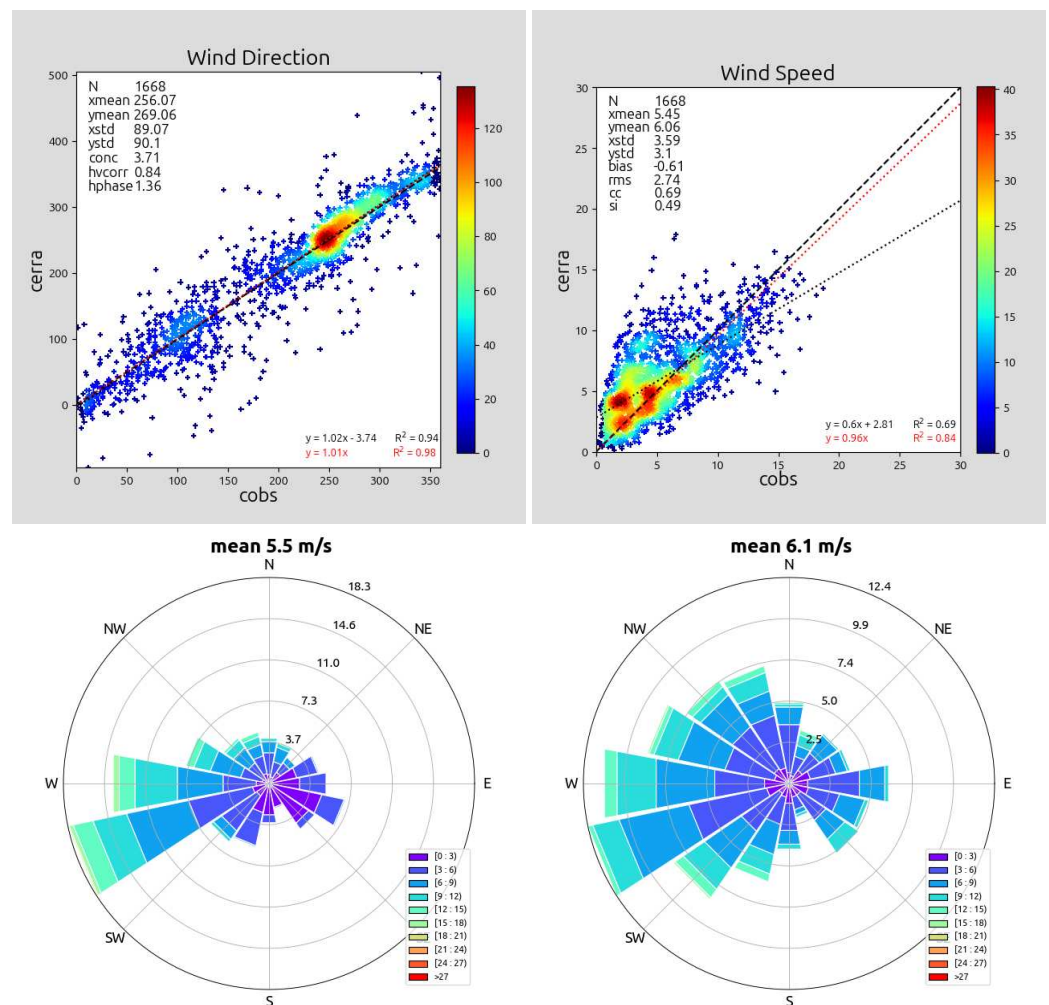 Wind Direction
N 1668
xmean 256.07
ymean 269.06
xstd 89.07
ystd 90.1
conc 3.71
hvcorr 0.84
hphase 1.36
500
400
300
200
100
0
cerra
0 50 100 150 200 250 300 350
cobs
y = 1.02x - 3.74 R² = 0.94
y = 1.01x R² = 0.98
120
100
80
60
40
20
0
Wind Speed
N 1668
xmean 5.45
ymean 6.06
xstd 3.59
ystd 3.1
bias -0.61
rms 2.74
cc 0.69
si 0.49
30
25
20
15
10
5
0
cerra
0 5 10 15 20 25 30
cobs
y = 0.6x + 2.81 R² = 0.69
y = 0.96x R² = 0.84
40
35
30
25
20
15
10
5
0
mean 5.5 m/s
N
NE
E
S
SW
W
NW
18.3
14.6
11.0
7.3
3.7
[0 : 3)
[3 : 6)
[6 : 9)
[9 : 12)
[12 : 15)
[15 : 18)
[18 : 21)
[21 : 24)
[24 : 27)
>27
mean 6.1 m/s
N
NE
E
S
SW
W
NW
12.4
9.9
7.4
5.0
2.5
[0 : 3)
[3 : 6)
[6 : 9)
[9 : 12)
[12 : 15)
[15 : 18)
[18 : 21)
[21 : 24)
[24 : 27)
>27